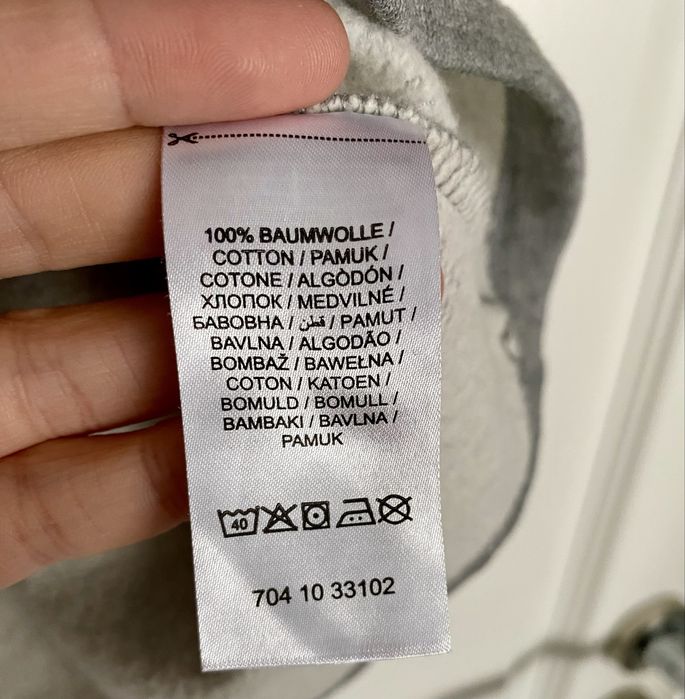 100% BAUMWOLLE /
COTTON / PAMUK /
COTONE / ALGÒDÓN /
ХЛОПОК / MEDVILNÉ /
БАВОВНА / قطن / PAMUT /
BAVLNA / ALGODÃO /
BOMBAŽ / BAWEŁNA /
COTON / KATOEN /
BOMULD / BOMULL /
BAMBAKI / BAVLNA /
PAMUK
40
704 10 33102